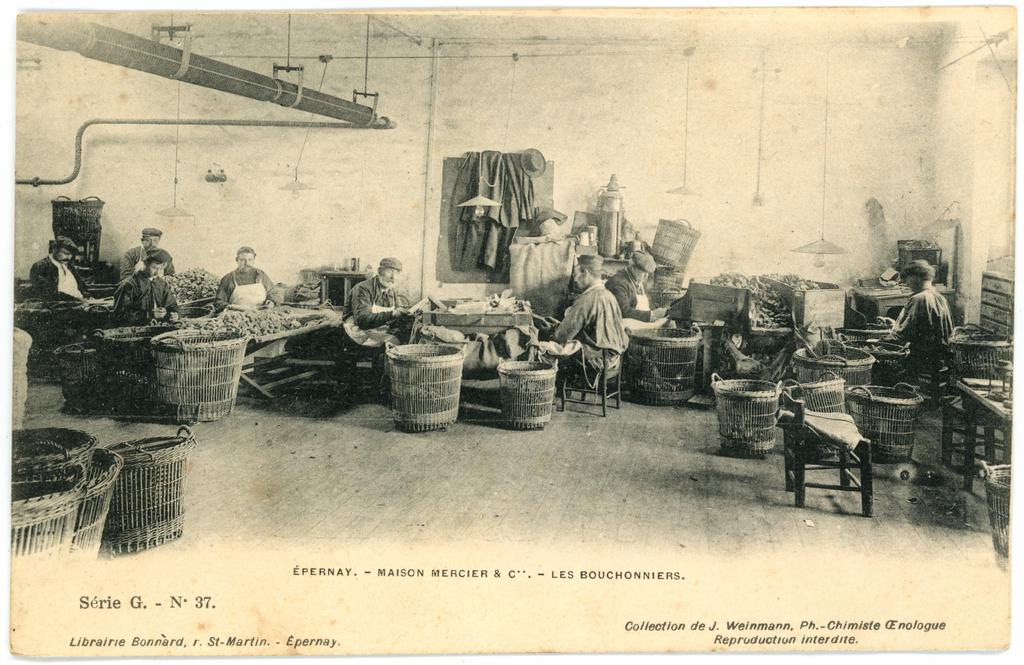 ÉPERNAY. - MAISON MERCIER & C••. - LES BOUCHONNIERS.
Série G. - N• 37.
Librairie Bonnard, r. St-Martin. - Épernay.
Collection de J. Weinmann, Ph.-Chimiste Œnologue
Reproduction interdite.